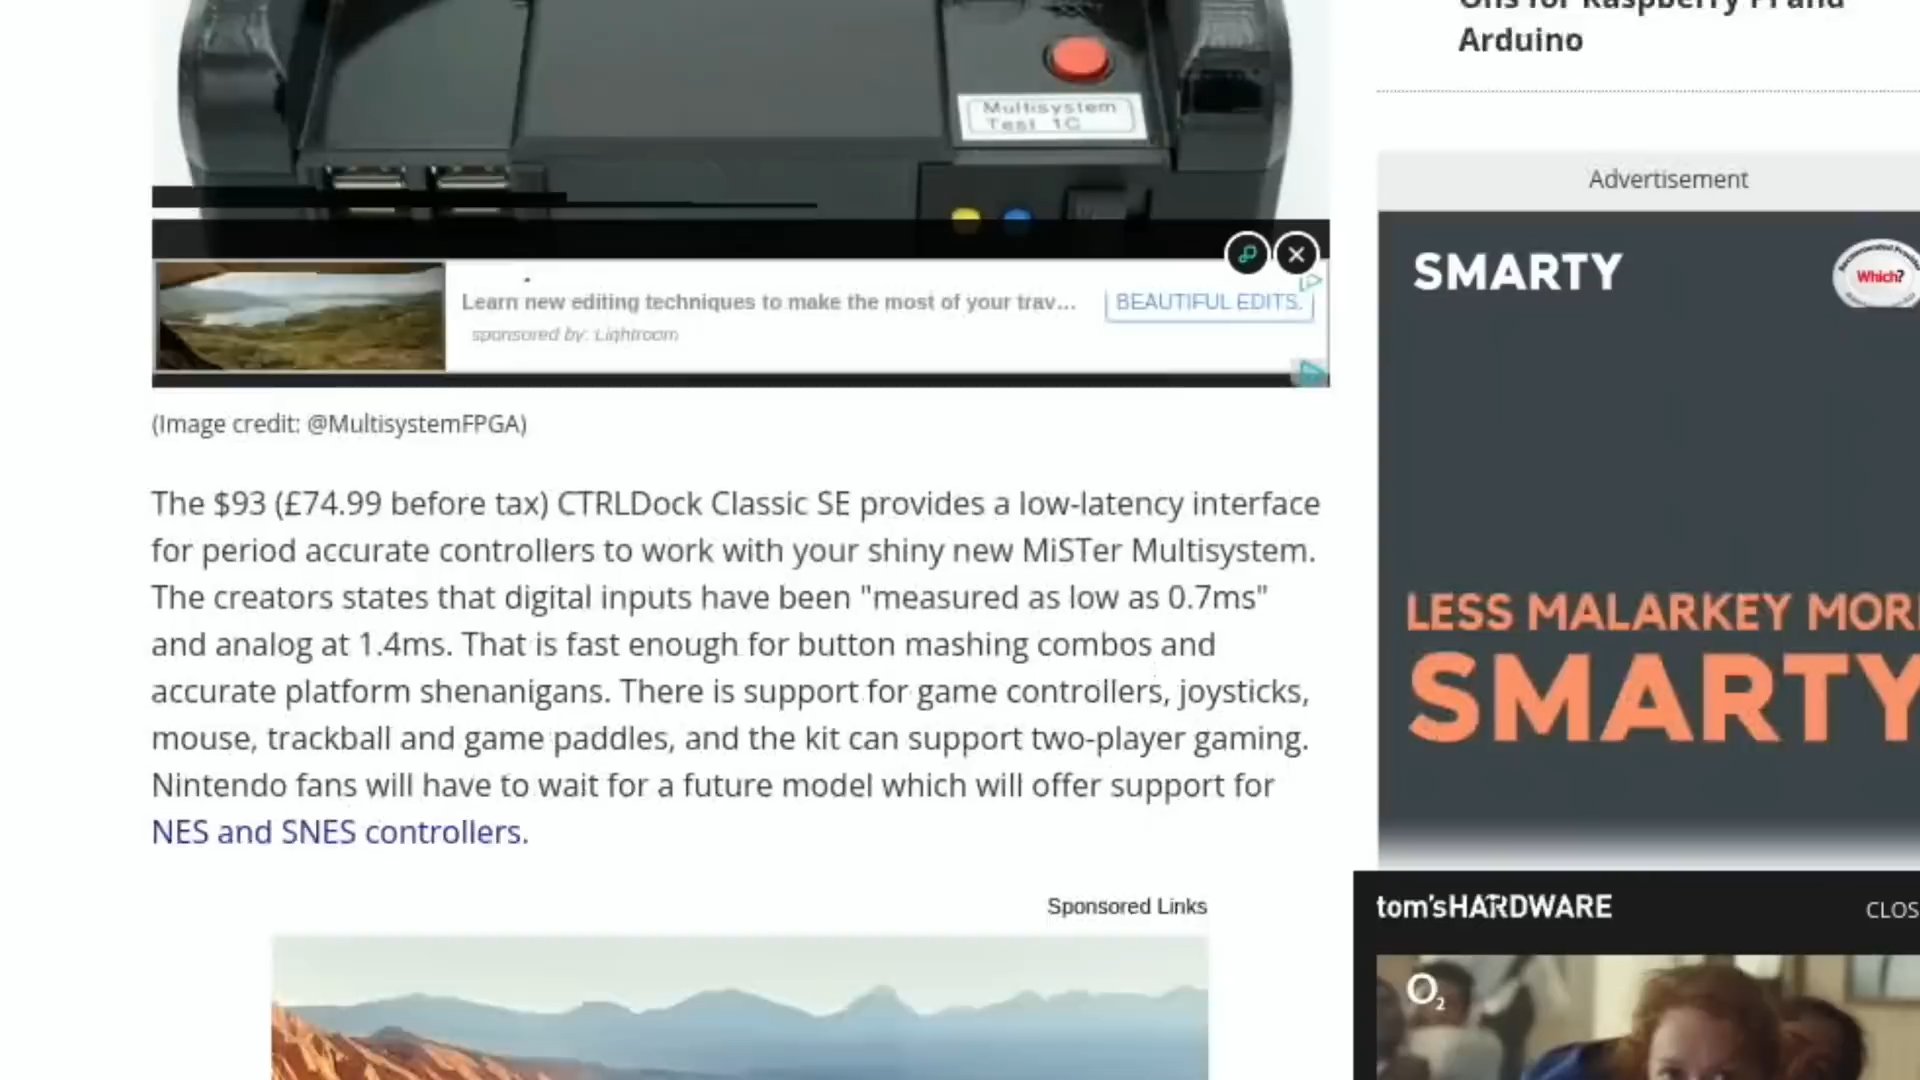 Ons for Raspberry Pi and
Arduino
Multisystem
Test 1C
Advertisement
SMARTY
Which?
Learn new editing techniques to make the most of your trav...
BEAUTIFUL EDITS.
sponsored by: Lightroom
(Image credit: @MultisystemFPGA)
The $93 (£74.99 before tax) CTRLDock Classic SE provides a low-latency interface
for period accurate controllers to work with your shiny new MiSTer Multisystem.
The creators states that digital inputs have been "measured as low as 0.7ms"
and analog at 1.4ms. That is fast enough for button mashing combos and
accurate platform shenanigans. There is support for game controllers, joysticks,
mouse, trackball and game paddles, and the kit can support two-player gaming.
Nintendo fans will have to wait for a future model which will offer support for
NES and SNES controllers.
LESS MALARKEY MOR
SMARTY
Sponsored Links
tom'sHARDWARE
CLOS
O2